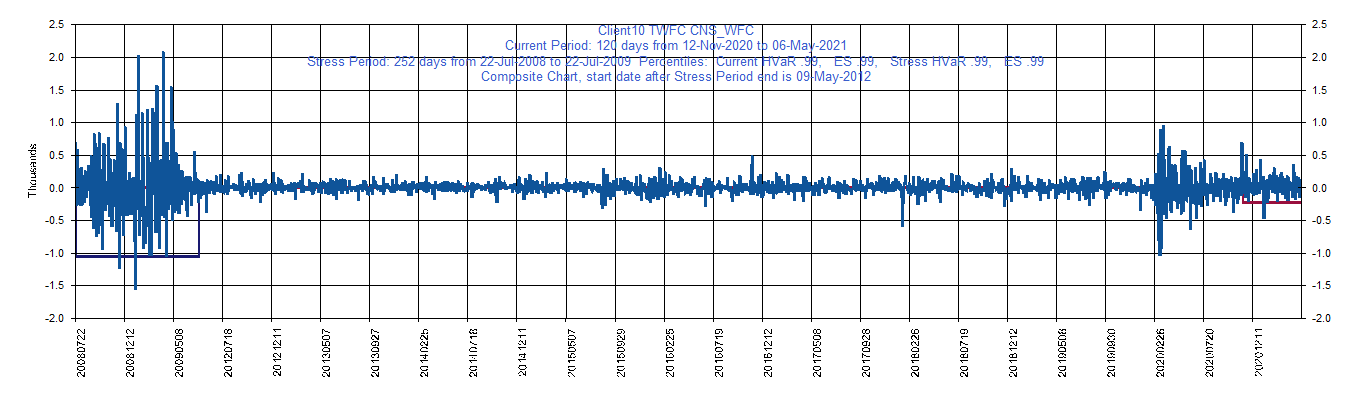 Client10 TWFC CNS_WFC
Current Period: 120 days from 12-Nov-2020 to 06-May-2021
Stress Period: 252 days from 22-Jul-2008 to 22-Jul-2009 Percentiles: Current HVaR .99, ES .99, Stress HVaR .99, ES .99
Composite Chart, start date after Stress Period end is 09-May-2012
2.5 2.5
2.0 2.0
1.5 1.5
1.0 1.0
0.5 0.5
0.0 0.0
-0.5 -0.5
-1.0 -1.0
-1.5 -1.5
-2.0 -2.0
Thousands
20080722 20081212 20090508 20120718 20121211 20130507 20130927 20140225 20140718 20141211 20150507 20150929 20160225 20160719 20161212 20170508 20170928 20180226 20180719 20181212 20190508 20190930 20200226 20200720 20201211